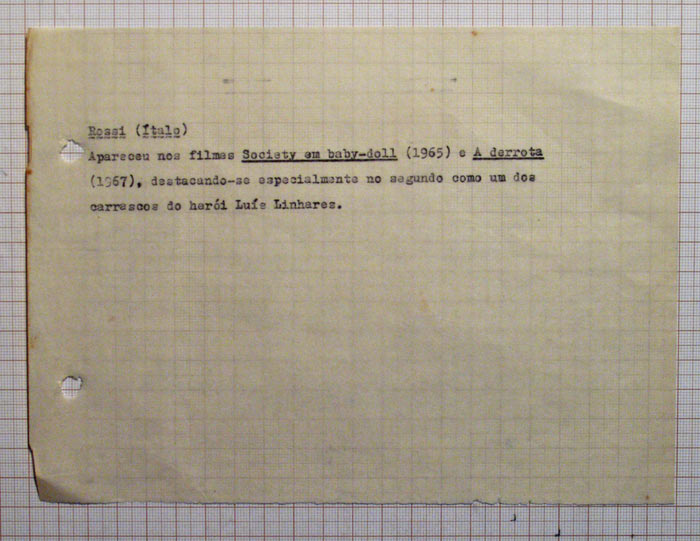 Rossi (Ítalo)
Apareceu nos filmes Society em baby-doll (1965) e A derrota
(1967), destacando-se especialmente no segundo como um dos
carrascos do herói Luís Linhares.